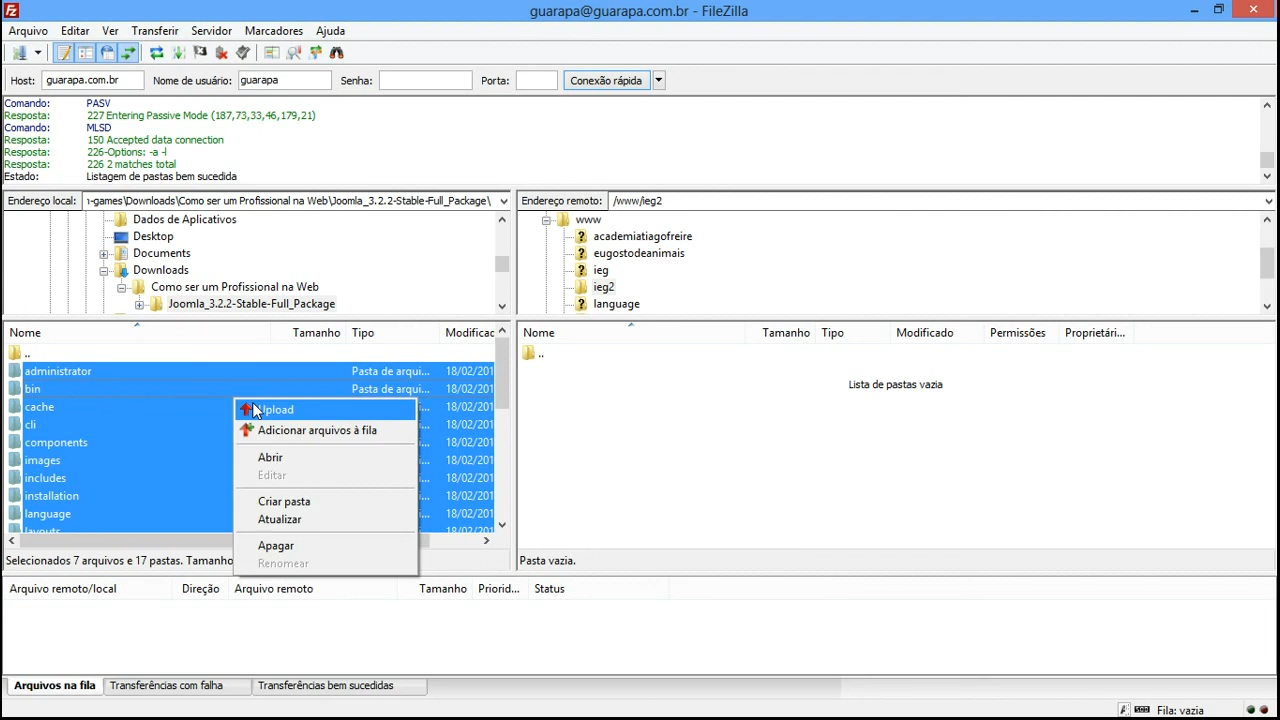 guarapa@guarapa.com.br - FileZilla
Arquivo Editar Ver Transferir Servidor Marcadores Ajuda
Host: guarapa.com.br Nome de usuário: guarapa Senha: Porta: Conexão rápida
Comando: PASV
Resposta: 227 Entering Passive Mode (187,73,33,46,179,21)
Comando: MLSD
Resposta: 150 Accepted data connection
Resposta: 226-Options: -a -l
Resposta: 226 2 matches total
Estado: Listagem de pastas bem sucedida
Endereço local: n-games\Downloads\Como ser um Profissional na Web\Joomla_3.2.2-Stable-Full_Package\
Dados de Aplicativos
Desktop
Documents
Downloads
Como ser um Profissional na Web
Joomla_3.2.2-Stable-Full_Package
Endereço remoto: /www/ieg2
www
academiatiagofreire
eugostodeanimais
ieg
ieg2
language
Nome Tamanho Tipo Modificac
..
administrator Pasta de arqui... 18/02/201
bin Pasta de arqui... 18/02/201
cache 18/02/201
cli 18/02/201
components 18/02/201
images 18/02/201
includes 18/02/201
installation 18/02/201
language 18/02/201
layouts
Selecionados 7 arquivos e 17 pastas. Tamanho
Upload
Adicionar arquivos à fila
Abrir
Editar
Criar pasta
Atualizar
Apagar
Renomear
Nome Tamanho Tipo Modificado Permissões Proprietári...
..
Lista de pastas vazia
Pasta vazia.
Arquivo remoto/local Direção Arquivo remoto Tamanho Priorid... Status
Arquivos na fila Transferências com falha Transferências bem sucedidas
Fila: vazia